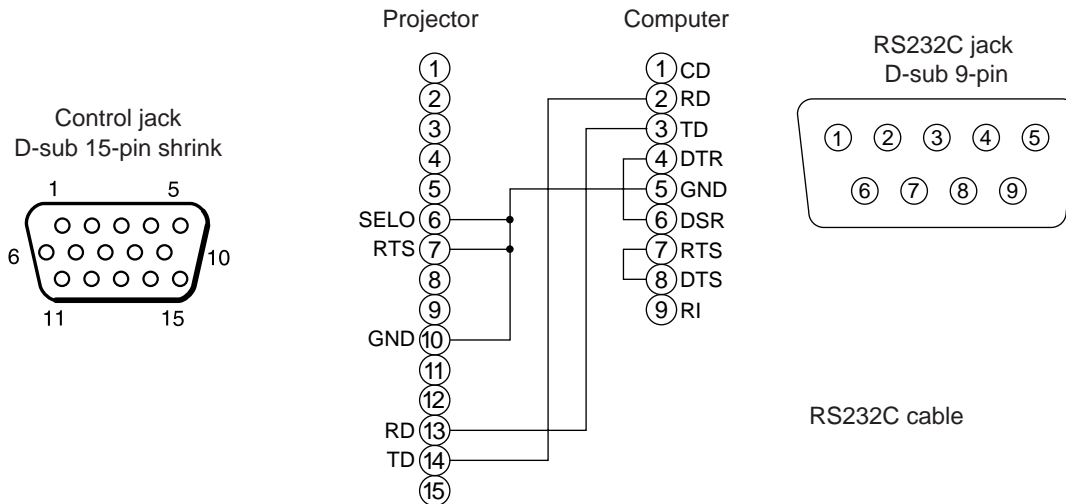 Projector
Computer
Control jack
D-sub 15-pin shrink
1 5
6 10
11 15
1
2
3
4
5
SELO 6
RTS 7
8
9
GND 10
11
12
RD 13
TD 14
15
1 CD
2 RD
3 TD
4 DTR
5 GND
6 DSR
7 RTS
8 DTS
9 RI
RS232C jack
D-sub 9-pin
1 2 3 4 5
6 7 8 9
RS232C cable